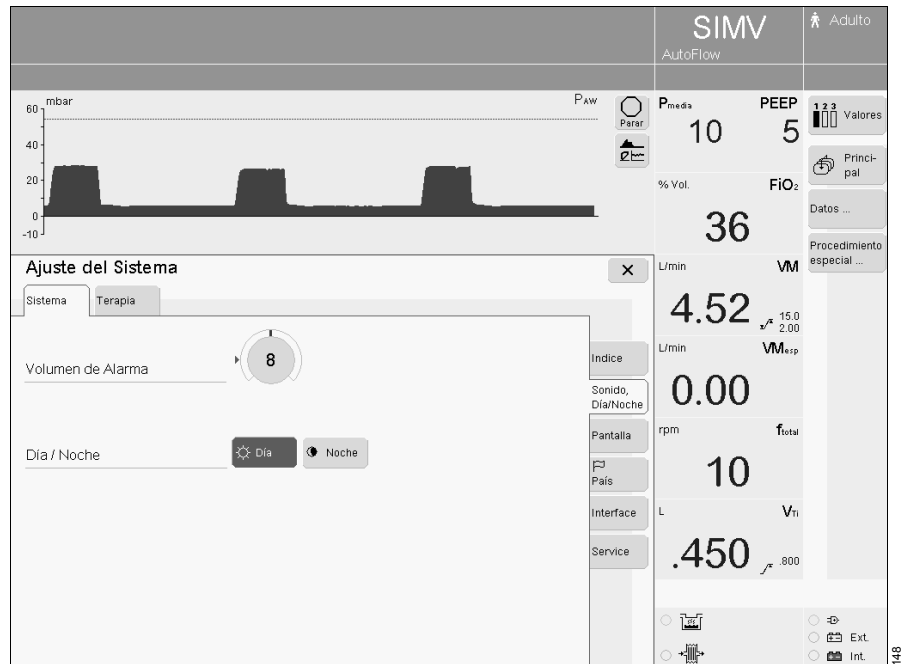 SIMV
AutoFlow
Adulto
mbar
PAW
60
40
20
0
-10
Parar
Pmedia PEEP
10 5
% Vol. FiO2
36
L/min VM
4.52 15.0
2.00
L/min VMesp
0.00
rpm ftotal
10
L VTi
.450 .800
1 2 3
Valores
Princi-
pal
Datos ...
Procedimiento
especial ...
Ajuste del Sistema
Sistema Terapia
Volumen de Alarma 8
Día / Noche Día Noche
Indice
Sonido,
Día/Noche
Pantalla
País
Interface
Service
Ext.
Int.
148